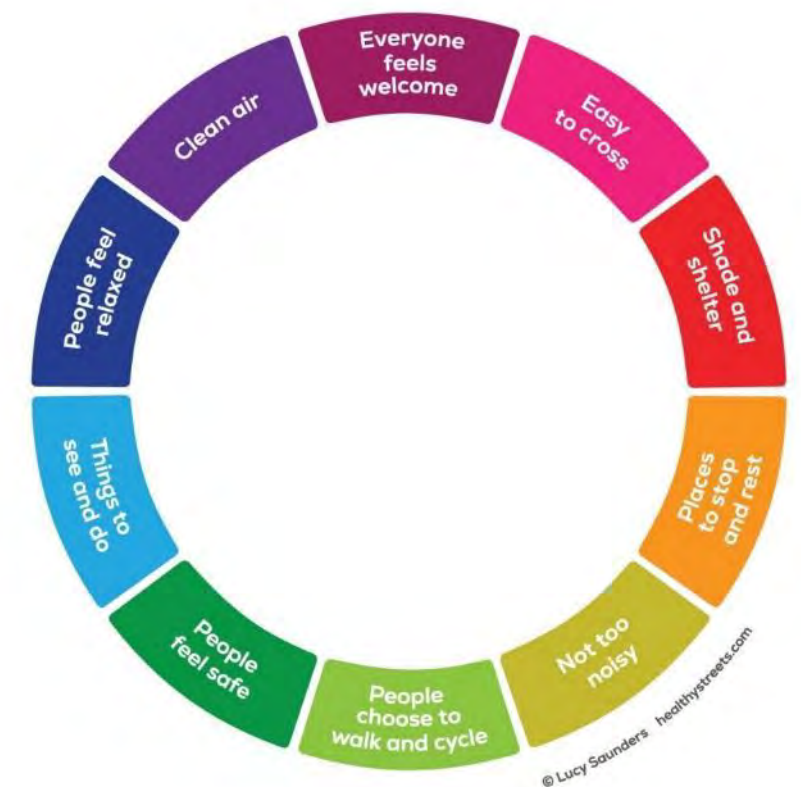 Everyone
feels
welcome
Easy
to cross
Shade and
shelter
Places
to stop
and rest
Not too
noisy
People
choose to
walk and cycle
People
feel safe
Things to
see and do
People feel
relaxed
Clean air
© Lucy Saunders healthystreets.com